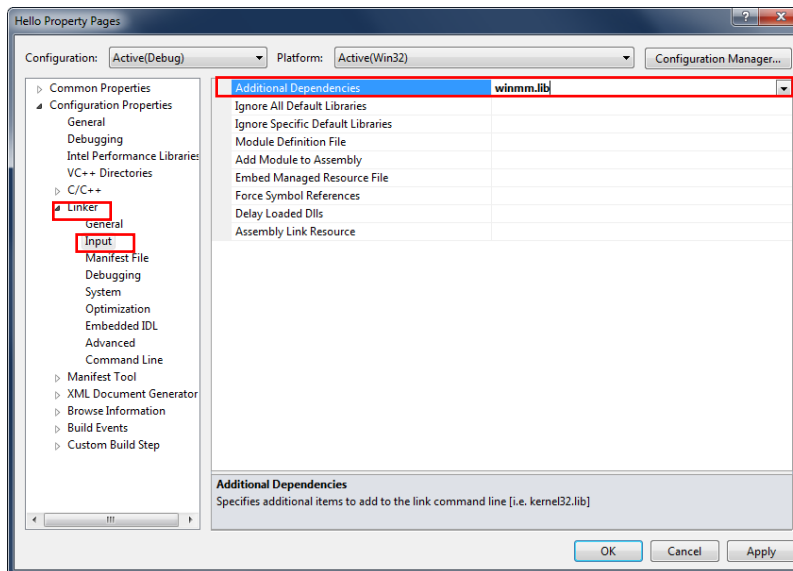 Hello Property Pages
Configuration: Active(Debug) Platform: Active(Win32) Configuration Manager...
Common Properties
Configuration Properties
General
Debugging
Intel Performance Libraries
VC++ Directories
C/C++
Linker
General
Input
Manifest File
Debugging
System
Optimization
Embedded IDL
Advanced
Command Line
Manifest Tool
XML Document Generator
Browse Information
Build Events
Custom Build Step
Additional Dependencies winmm.lib
Ignore All Default Libraries
Ignore Specific Default Libraries
Module Definition File
Add Module to Assembly
Embed Managed Resource File
Force Symbol References
Delay Loaded Dlls
Assembly Link Resource
Additional Dependencies
Specifies additional items to add to the link command line [i.e. kernel32.lib]
OK Cancel Apply